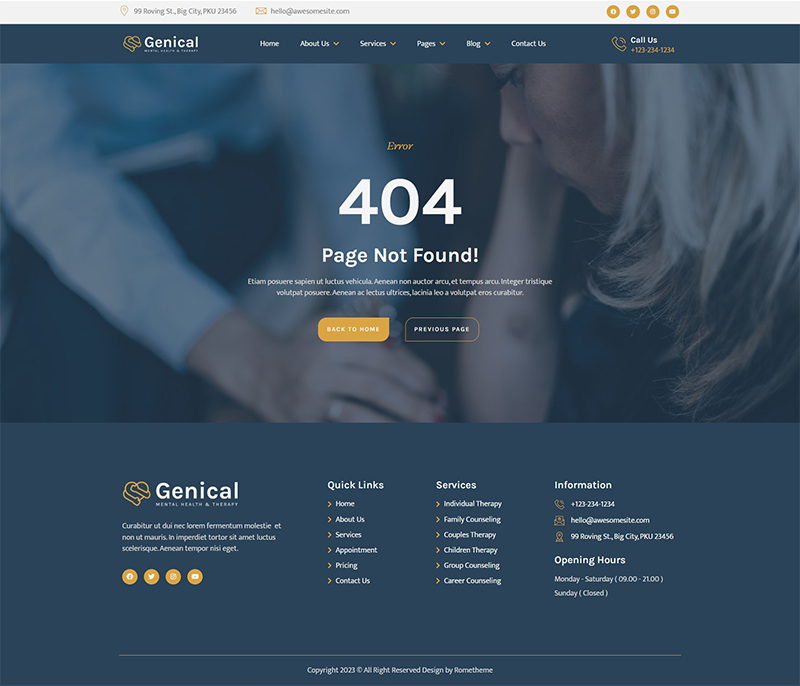 99 Roving St., Big City, PKU 23456
hello@awesomesite.com
Genical
MENTAL HEALTH & THERAPY
Home
About Us
Services
Pages
Blog
Contact Us
Call Us
+123-234-1234
Error
404
Page Not Found!
Etiam posuere sapien ut luctus vehicula. Aenean non auctor arcu, et tempus arcu. Integer tristique
volutpat posuere. Aenean ac lectus ultrices, lacinia leo a volutpat eros curabitur.
BACK TO HOME
PREVIOUS PAGE
Genical
MENTAL HEALTH & THERAPY
Curabitur ut dui nec lorem fermentum molestie et
non ut mauris. In imperdiet tortor sit amet luctus
scelerisque. Aenean tempor nisi eget.
Quick Links
Home
About Us
Services
Appointment
Pricing
Contact Us
Services
Individual Therapy
Family Counseling
Couples Therapy
Children Therapy
Group Counseling
Career Counseling
Information
+123-234-1234
hello@awesomesite.com
99 Roving St., Big City, PKU 23456
Opening Hours
Monday - Saturday ( 09.00 - 21.00 )
Sunday ( Closed )
Copyright 2023 © All Right Reserved Design by Rometheme